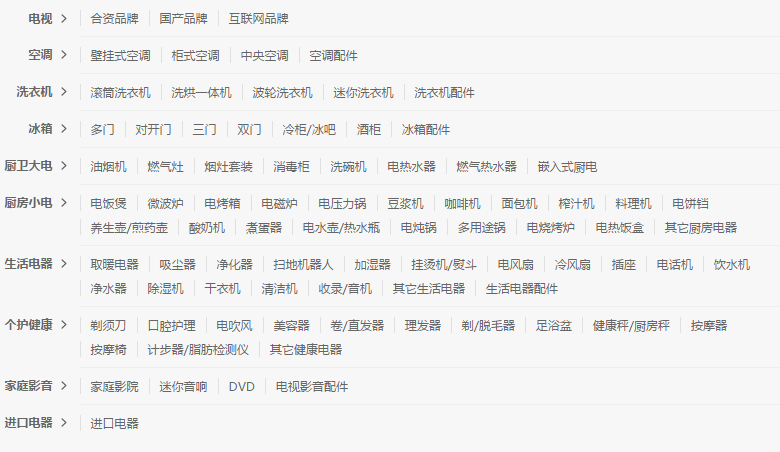 电视 > 合资品牌 国产品牌 互联网品牌
空调 > 壁挂式空调 柜式空调 中央空调 空调配件
洗衣机 > 滚筒洗衣机 洗烘一体机 波轮洗衣机 迷你洗衣机 洗衣机配件
冰箱 > 多门 对开门 三门 双门 冷柜/冰吧 酒柜 冰箱配件
厨卫大电 > 油烟机 燃气灶 烟灶套装 消毒柜 洗碗机 电热水器 燃气热水器 嵌入式厨电
厨房小电 > 电饭煲 微波炉 电烤箱 电磁炉 电压力锅 豆浆机 咖啡机 面包机 榨汁机 料理机 电饼铛
养生壶/煎药壶 酸奶机 煮蛋器 电水壶/热水瓶 电炖锅 多用途锅 电烧烤炉 电热饭盒 其它厨房电器
生活电器 > 取暖电器 吸尘器 净化器 扫地机器人 加湿器 挂烫机/熨斗 电风扇 冷风扇 插座 电话机 饮水机
净水器 除湿机 干衣机 清洁机 收录/音机 其它生活电器 生活电器配件
个护健康 > 剃须刀 口腔护理 电吹风 美容器 卷/直发器 理发器 剃/脱毛器 足浴盆 健康秤/厨房秤 按摩器
按摩椅 计步器/脂肪检测仪 其它健康电器
家庭影音 > 家庭影院 迷你音响 DVD 电视影音配件
进口电器 > 进口电器